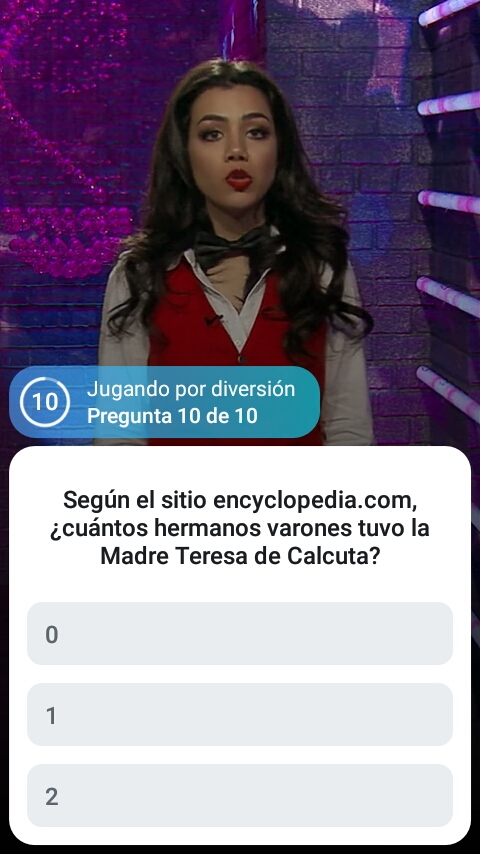 10
Jugando por diversión
Pregunta 10 de 10
Según el sitio encyclopedia.com,
¿cuántos hermanos varones tuvo la
Madre Teresa de Calcuta?
0
1
2